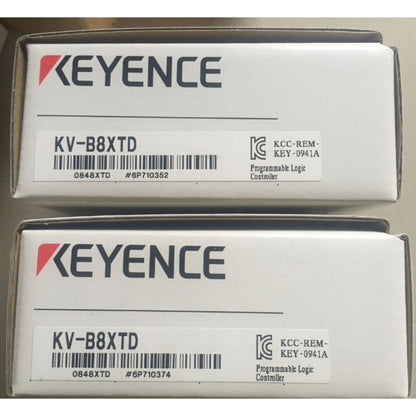 KEYENCE
KV-B8XTD
0848XTD #6P710352
KCC-REM-
KEY-0941A
Programmable Logic
Controller
KEYENCE
KV-B8XTD
0848XTD #6P710374
KCC-REM-
KEY-0941A
Programmable Logic
Controller